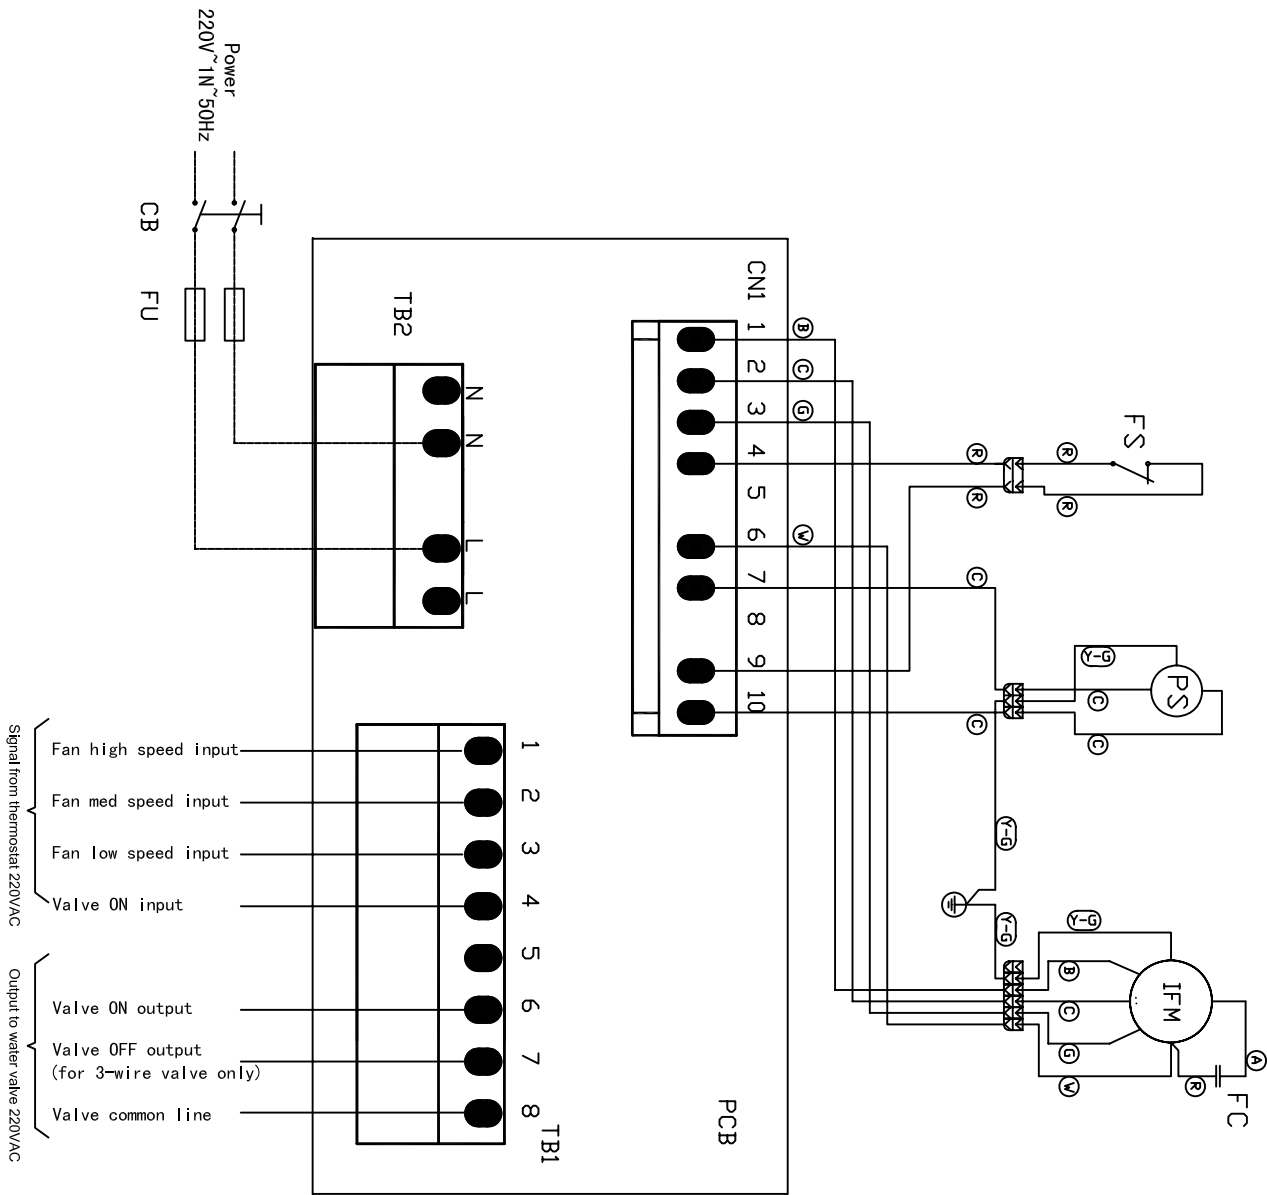 Power
220V~1N~50Hz
CB
FU
TB2
N
N
L
L
CN1
1
2
3
4
5
6
7
8
9
10
B
C
G
W
R
R
R
R
FS
C
C
Y-G
C
C
PS
Y-G
Y-G
Y-G
B
C
G
W
IFM
R
A
FC
Signal from thermostat 220VAC
Fan high speed input
Fan med speed input
Fan low speed input
Valve ON input
Output to water valve 220VAC
Valve ON output
Valve OFF output
(for 3-wire valve only)
Valve common line
1
2
3
4
5
6
7
8
TB1
PCB